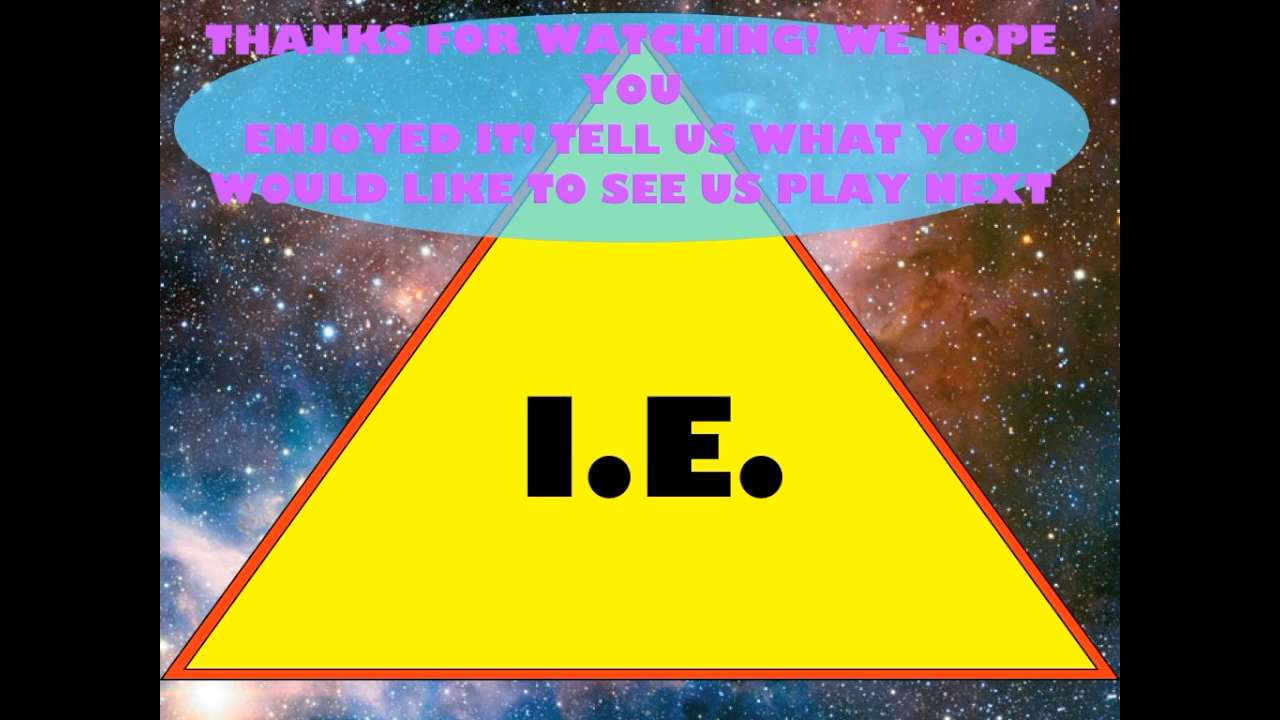 THANKS FOR WATCHING! WE HOPE
YOU
ENJOYED IT! TELL US WHAT YOU
WOULD LIKE TO SEE US PLAY NEXT
I.E.